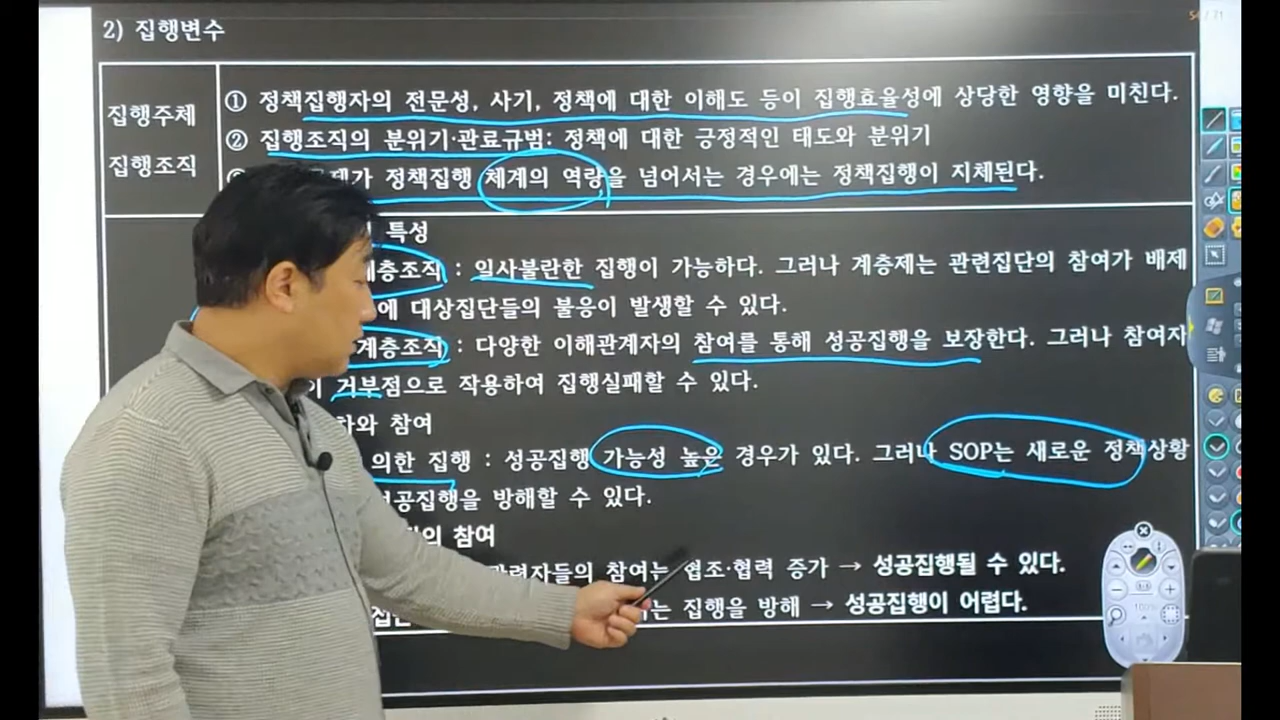 2) 집행변수
집행주체
집행조직
① 정책집행자의 전문성, 사기, 정책에 대한 이해도 등이 집행효율성에 상당한 영향을 미친다.
② 집행조직의 분위기·관료규범: 정책에 대한 긍정적인 태도와 분위기
정책집행 체계의 역량을 넘어서는 경우에는 정책집행이 지체된다.
특성
계층조직 : 일사불란한 집행이 가능하다. 그러나 계층제는 관련집단의 참여가 배제
에 대상집단들의 불응이 발생할 수 있다.
계층조직 : 다양한 이해관계자의 참여를 통해 성공집행을 보장한다. 그러나 참여자
이 거부점으로 작용하여 집행실패할 수 있다.
차와 참여
의한 집행 : 성공집행 가능성 높은 경우가 있다. 그러나 SOP는 새로운 정책상황
성공집행을 방해할 수 있다.
의 참여
관련자들의 참여는 협조·협력 증가 → 성공집행될 수 있다.
는 집행을 방해 → 성공집행이 어렵다.